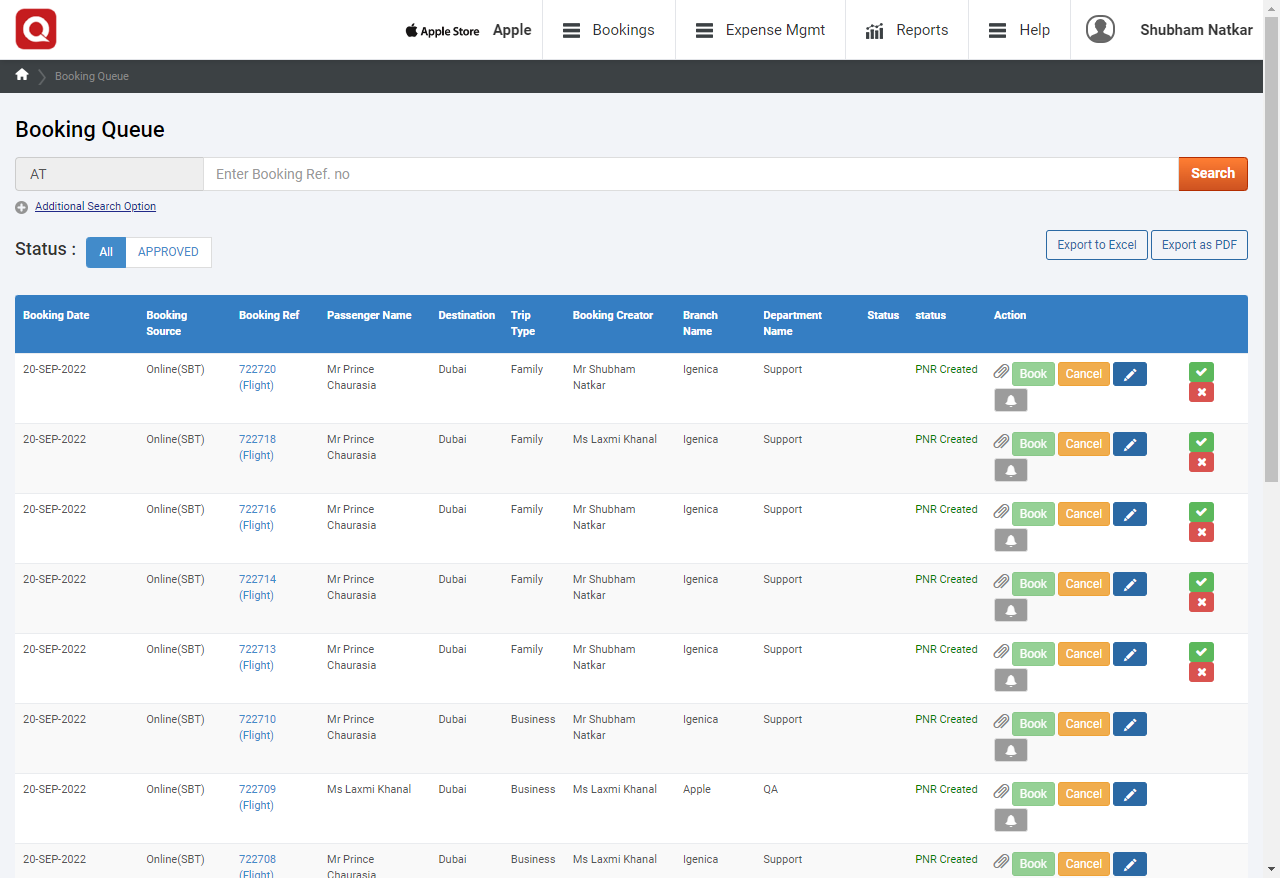 Apple Store Apple Bookings Expense Mgmt Reports Help Shubham Natkar
Booking Queue
Booking Queue
AT Enter Booking Ref. no Search
Additional Search Option
Status : All APPROVED Export to Excel Export as PDF
Booking Date Booking Booking Ref Passenger Name Destination Trip Booking Creator Branch Department Status status Action
Source Type Name Name
20-SEP-2022 Online(SBT) 722720 Mr Prince Dubai Family Mr Shubham Igenica Support PNR Created Book Cancel
(Flight) Chaurasia Natkar
20-SEP-2022 Online(SBT) 722718 Mr Prince Dubai Family Ms Laxmi Khanal Igenica Support PNR Created Book Cancel
(Flight) Chaurasia
20-SEP-2022 Online(SBT) 722716 Mr Prince Dubai Family Mr Shubham Igenica Support PNR Created Book Cancel
(Flight) Chaurasia Natkar
20-SEP-2022 Online(SBT) 722714 Mr Prince Dubai Family Mr Shubham Igenica Support PNR Created Book Cancel
(Flight) Chaurasia Natkar
20-SEP-2022 Online(SBT) 722713 Mr Prince Dubai Family Mr Shubham Igenica Support PNR Created Book Cancel
(Flight) Chaurasia Natkar
20-SEP-2022 Online(SBT) 722710 Mr Prince Dubai Business Mr Shubham Igenica Support PNR Created Book Cancel
(Flight) Chaurasia Natkar
20-SEP-2022 Online(SBT) 722709 Ms Laxmi Khanal Dubai Business Ms Laxmi Khanal Apple QA PNR Created Book Cancel
(Flight)
20-SEP-2022 Online(SBT) 722708 Mr Prince Dubai Business Ms Laxmi Khanal Igenica Support PNR Created Book Cancel
(Flight) Chaurasia